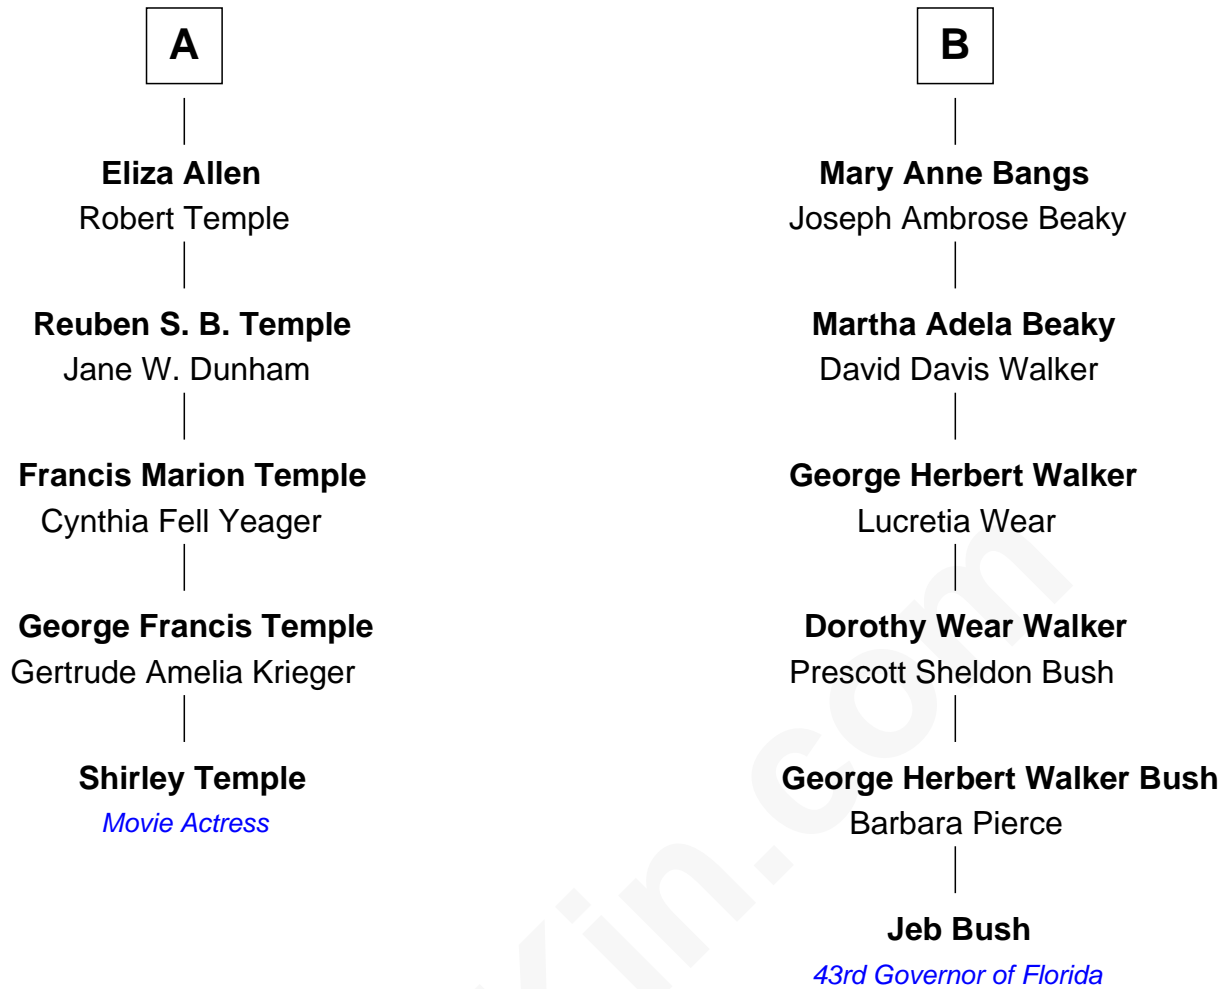 A
Eliza Allen
Robert Temple
Reuben S. B. Temple
Jane W. Dunham
Francis Marion Temple
Cynthia Fell Yeager
George Francis Temple
Gertrude Amelia Krieger
Shirley Temple
Movie Actress
B
Mary Anne Bangs
Joseph Ambrose Beaky
Martha Adela Beaky
David Davis Walker
George Herbert Walker
Lucretia Wear
Dorothy Wear Walker
Prescott Sheldon Bush
George Herbert Walker Bush
Barbara Pierce
Jeb Bush
43rd Governor of Florida
Kin.com